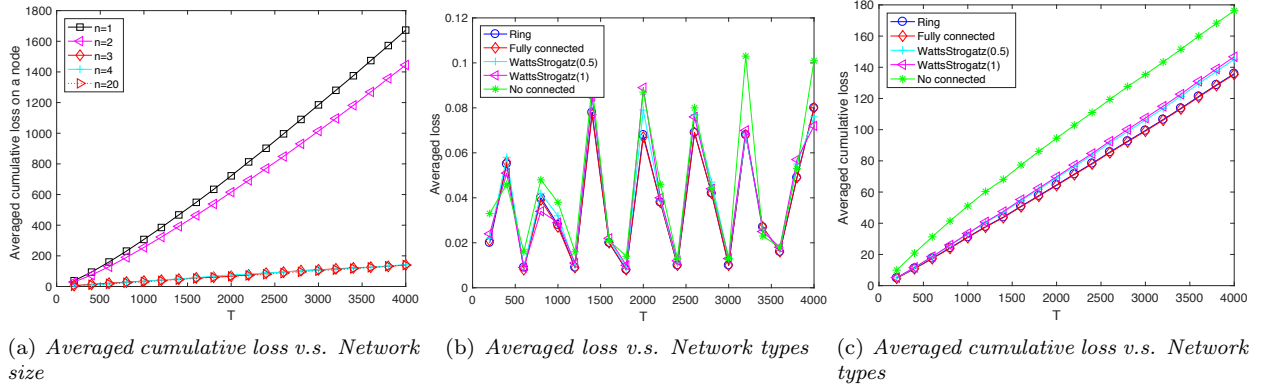 1800
1600
1400
1200
1000
800
600
400
200
0
Averaged cumulative loss on a node
n=1
n=2
n=3
n=4
n=20
0 500 1000 1500 2000 2500 3000 3500 4000
T
0.12
0.1
0.08
0.06
0.04
0.02
0
Averaged loss
Ring
Fully connected
WattsStrogatz(0.5)
WattsStrogatz(1)
No connected
0 500 1000 1500 2000 2500 3000 3500 4000
T
180
160
140
120
100
80
60
40
20
0
Averaged cumulative loss
Ring
Fully connected
WattsStrogatz(0.5)
WattsStrogatz(1)
No connected
0 500 1000 1500 2000 2500 3000 3500 4000
T
(a) Averaged cumulative loss v.s. Network
size
(b) Averaged loss v.s. Network types
(c) Averaged cumulative loss v.s. Network
types